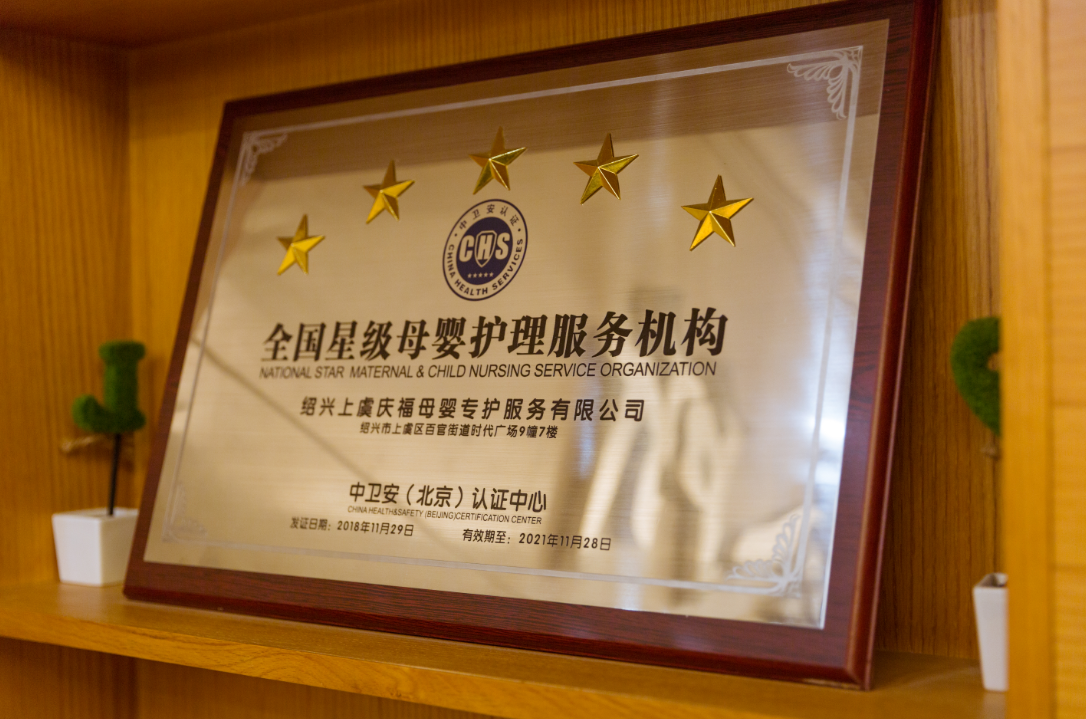 中卫安认证
CHS
CHINA HEALTH SERVICES
全国星级母婴护理服务机构
NATIONAL STAR MATERNAL & CHILD NURSING SERVICE ORGANIZATION
绍兴上虞庆福母婴专护服务有限公司
绍兴市上虞区百官街道时代广场9幢7楼
中卫安（北京）认证中心
CHINA HEALTH&SAFETY (BEIJING)CERTIFICATION CENTER
发证日期：2018年11月29日 有效期至：2021年11月28日